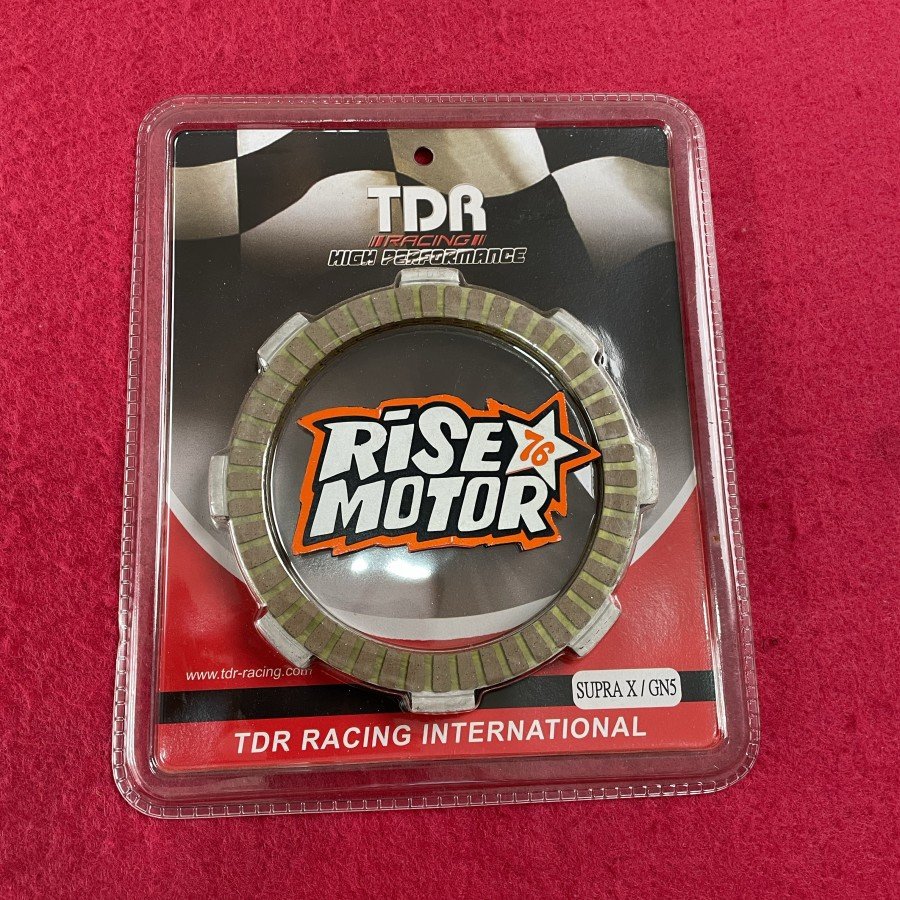 TDR
RACING
HIGH PERFORMANCE
RiSE
76
MOTOR
www.tdr-racing.com
SUPRA X / GN5
TDR RACING INTERNATIONAL